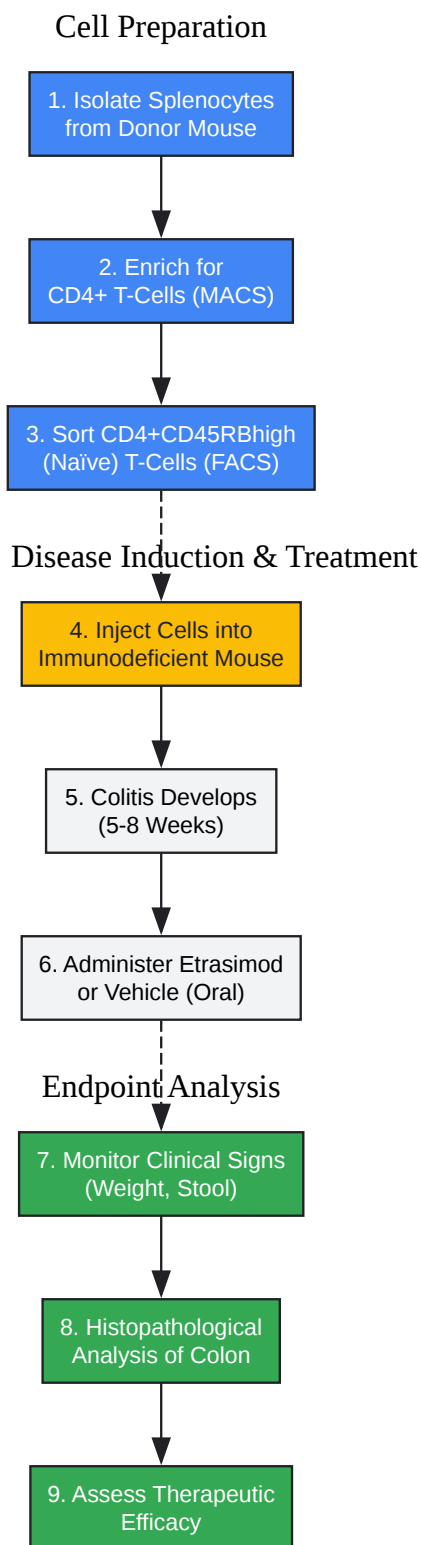 Cell Preparation
1. Isolate Splenocytes
from Donor Mouse
2. Enrich for
CD4+ T-Cells (MACS)
3. Sort CD4+CD45RBhigh
(Naïve) T-Cells (FACS)
Disease Induction & Treatment
4. Inject Cells into
Immunodeficient Mouse
5. Colitis Develops
(5-8 Weeks)
6. Administer Etrasimod
or Vehicle (Oral)
Endpoint Analysis
7. Monitor Clinical Signs
(Weight, Stool)
8. Histopathological
Analysis of Colon
9. Assess Therapeutic
Efficacy